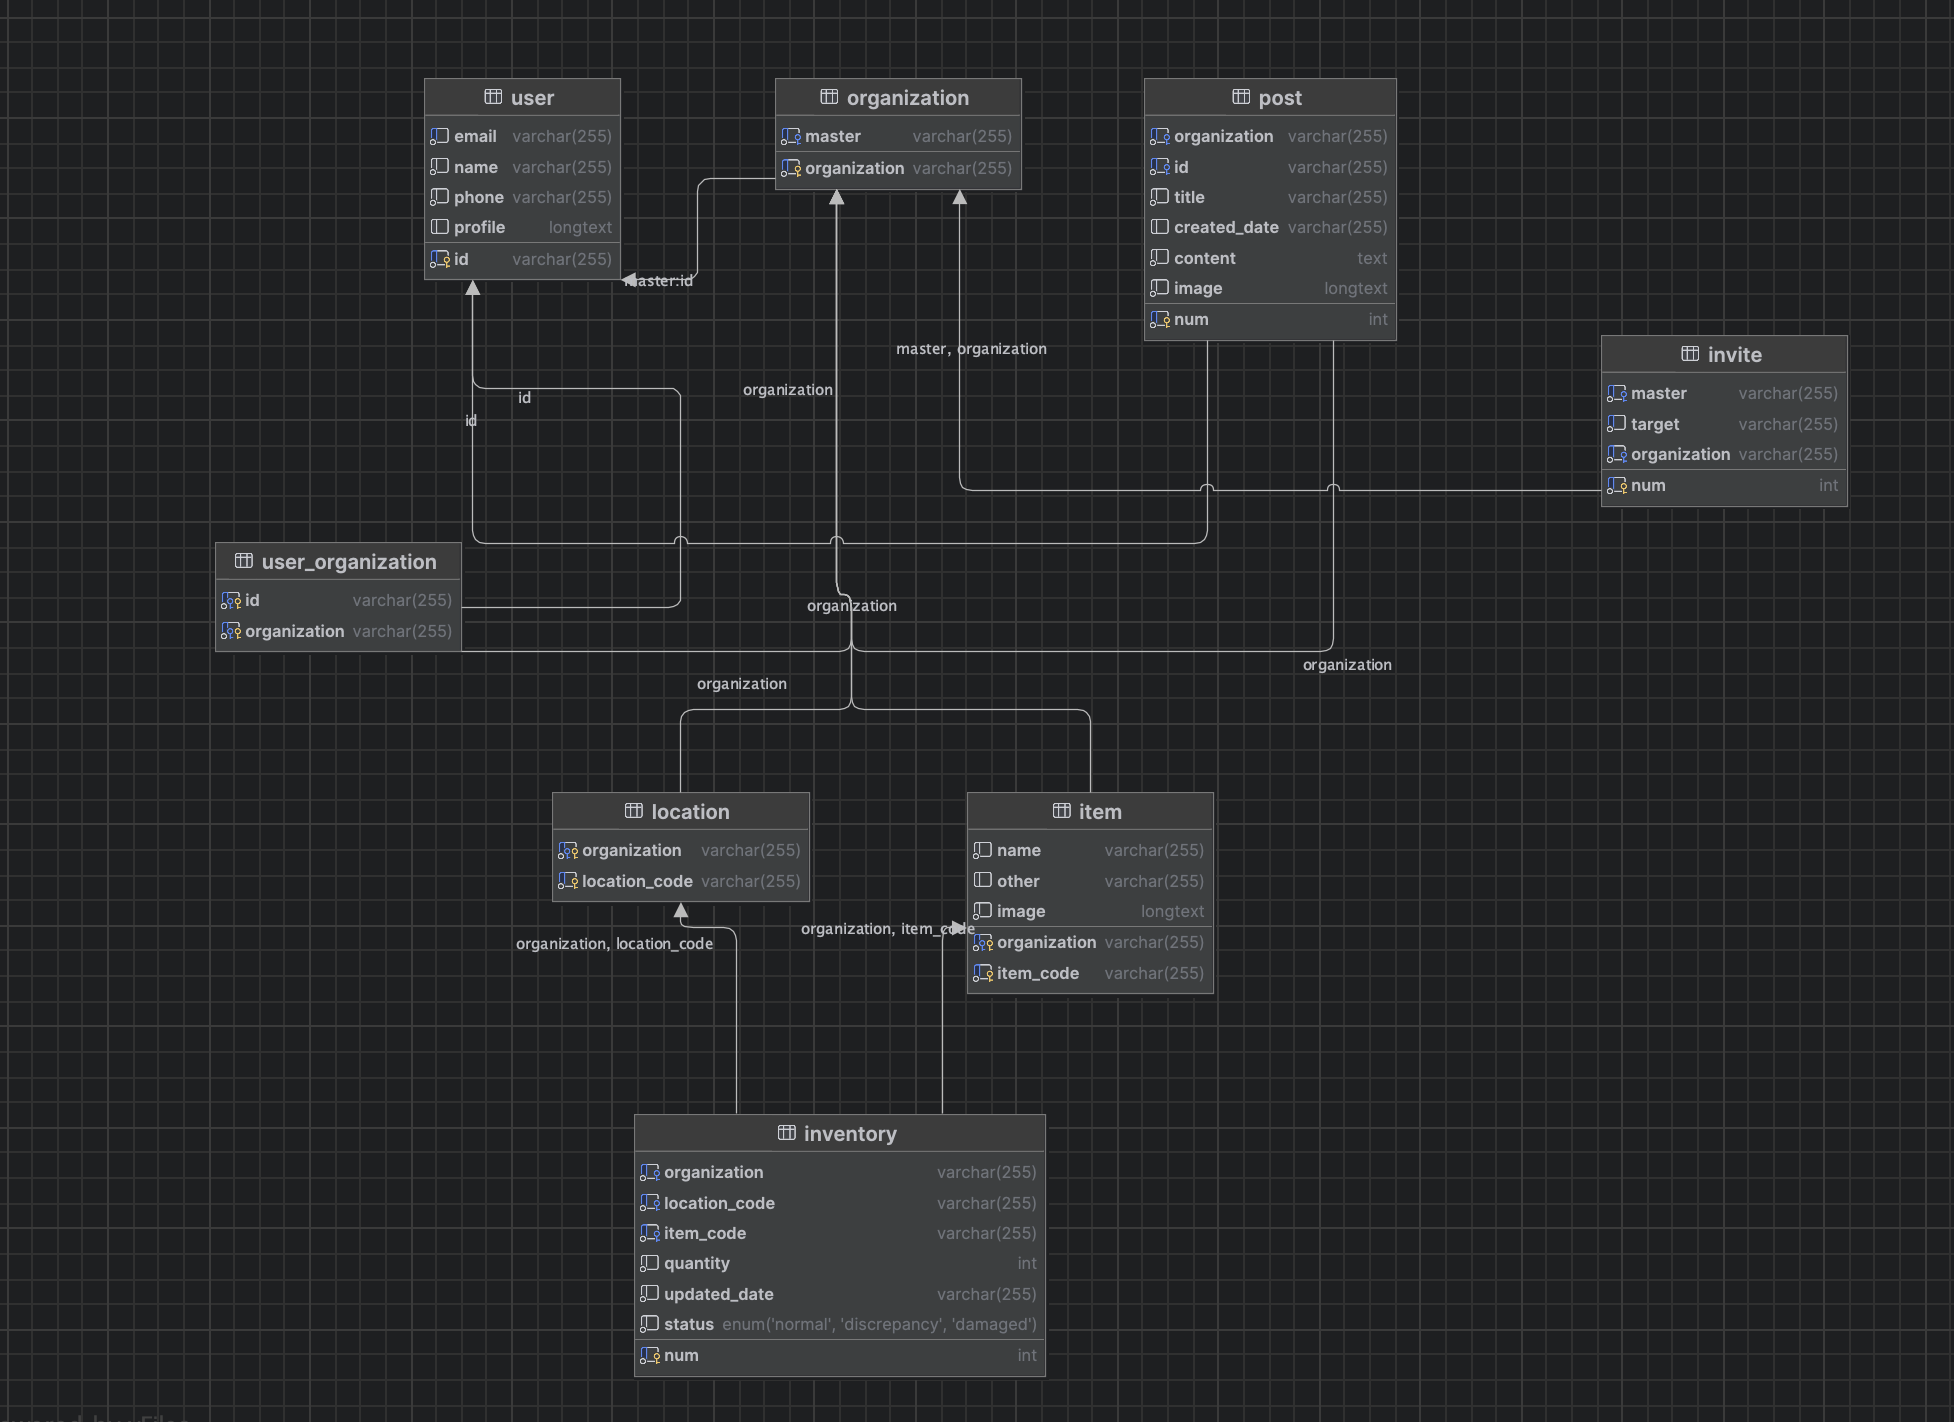 user
email varchar(255)
name varchar(255)
phone varchar(255)
profile longtext
id varchar(255)
organization
master varchar(255)
organization varchar(255)
post
organization varchar(255)
id varchar(255)
title varchar(255)
created_date varchar(255)
content text
image longtext
num int
master:id
invite
master varchar(255)
target varchar(255)
organization varchar(255)
num int
master, organization
organization
id
id
user_organization
id varchar(255)
organization varchar(255)
organization
organization
organization
location
organization varchar(255)
location_code varchar(255)
item
name varchar(255)
other varchar(255)
image longtext
organization varchar(255)
item_code varchar(255)
organization, location_code
organization, item_code
inventory
organization varchar(255)
location_code varchar(255)
item_code varchar(255)
quantity int
updated_date varchar(255)
status enum('normal', 'discrepancy', 'damaged')
num int